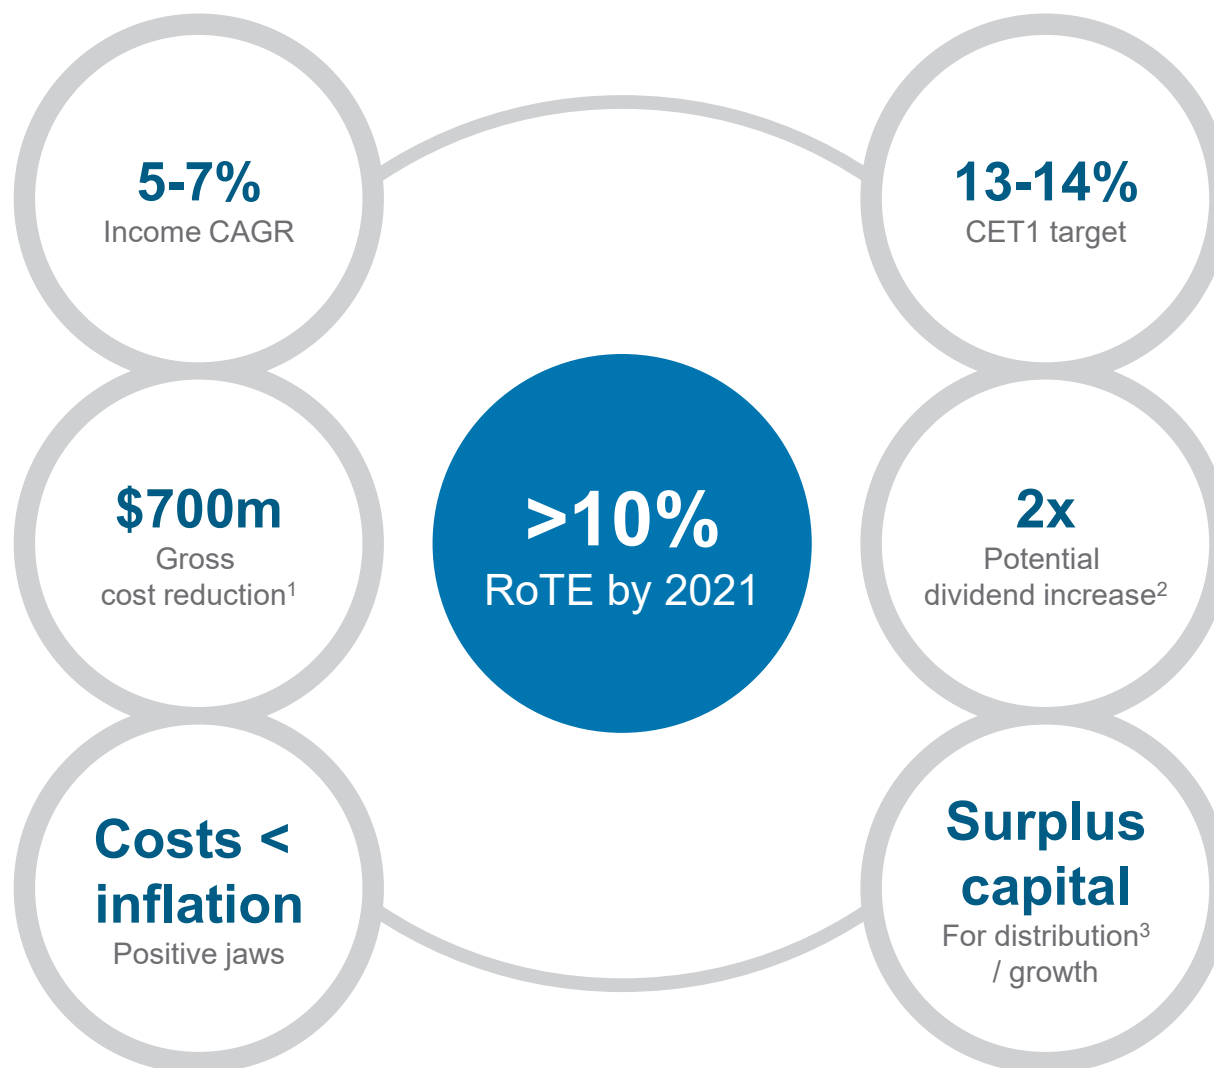 5-7%
Income CAGR
$700m
Gross
cost reduction¹
Costs <
inflation
Positive jaws
>10%
RoTE by 2021
13-14%
CET1 target
2x
Potential
dividend increase²
Surplus
capital
For distribution³
/ growth